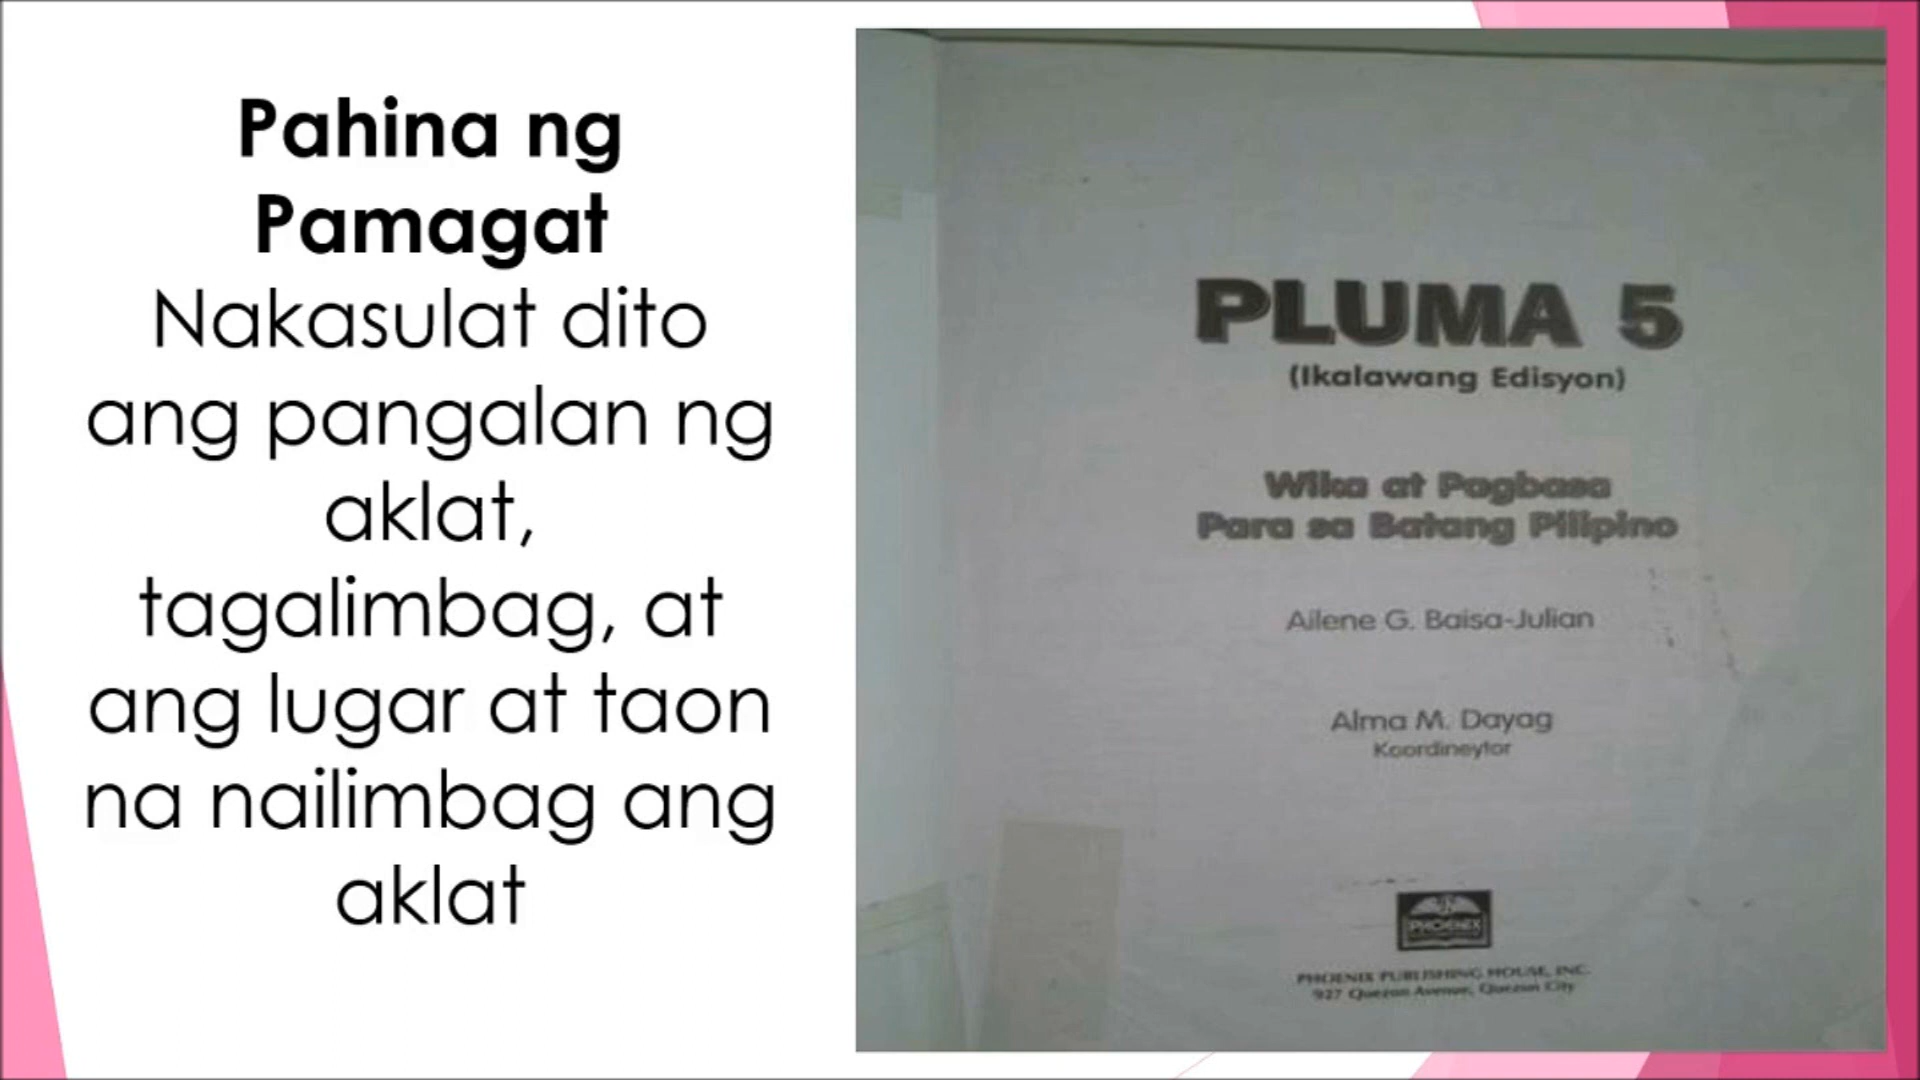 Pahina ng
Pamagat
Nakasulat dito
ang pangalan ng
aklat,
tagalimbag, at
ang lugar at taon
na nailimbag ang
aklat
PLUMA 5
(Ikalawang Edisyon)
Wika at Pagbasa
Para sa Batang Pilipino
Ailene G. Baisa-Julian
Alma M. Dayag
Koordineytor
PHOENIX
PHOENIX PUBLISHING HOUSE, INC.
927 Quezon Avenue, Quezon City